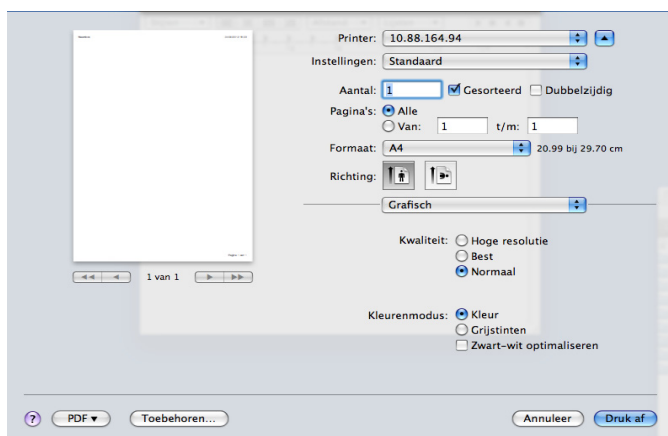 Printer: 10.88.164.94
Instellingen: Standaard
Aantal: 1 Gesorteerd Dubbelzijdig
Pagina's: Alle
Van: 1 t/m: 1
Formaat: A4 20.99 bij 29.70 cm
Richting:
Grafisch
Kwaliteit: Hoge resolutie
Best
Normaal
1 van 1
Kleurenmodus: Kleur
Grijstinten
Zwart-wit optimaliseren
? PDF Toebehoren... Annuleer Druk af